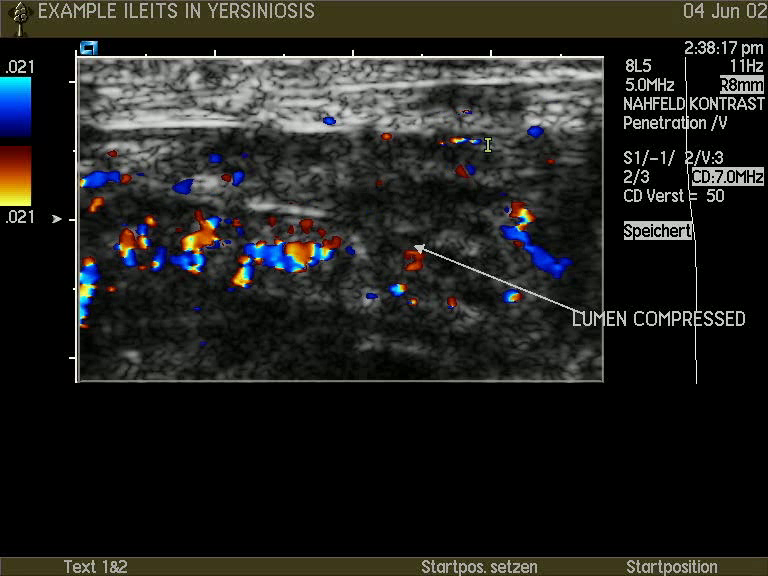 EXAMPLE ILEITS IN YERSINIOSIS
04 Jun 02
2:38:17 pm
.021
8L5 11Hz
5.0MHz R8mm
NAHFELD KONTRAST
Penetration /V
S1/-1/ 2/V:3
2/3 CD:7.0MHz
CD Verst = 50
.021
Speichert
LUMEN COMPRESSED
Text 1&2
Startpos. setzen
Startposition